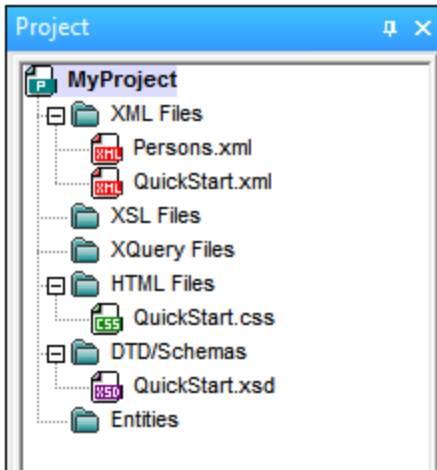 Project
MyProject
XML Files
Persons.xml
QuickStart.xml
XSL Files
XQuery Files
HTML Files
QuickStart.css
DTD/Schemas
QuickStart.xsd
Entities